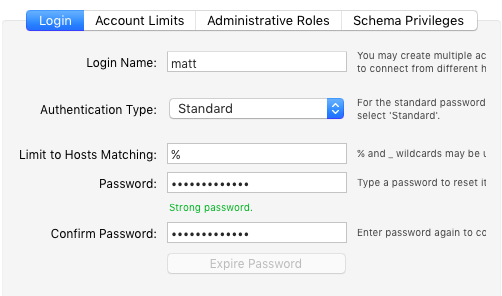 Login Account Limits Administrative Roles Schema Privileges
Login Name: matt You may create multiple
to connect from different
Authentication Type: Standard For the standard password
select 'Standard'.
Limit to Hosts Matching: % % and _ wildcards may be
Password: ••••••••••••• Type a password to reset it
Strong password.
Confirm Password: ••••••••••••• Enter password again to
Expire Password